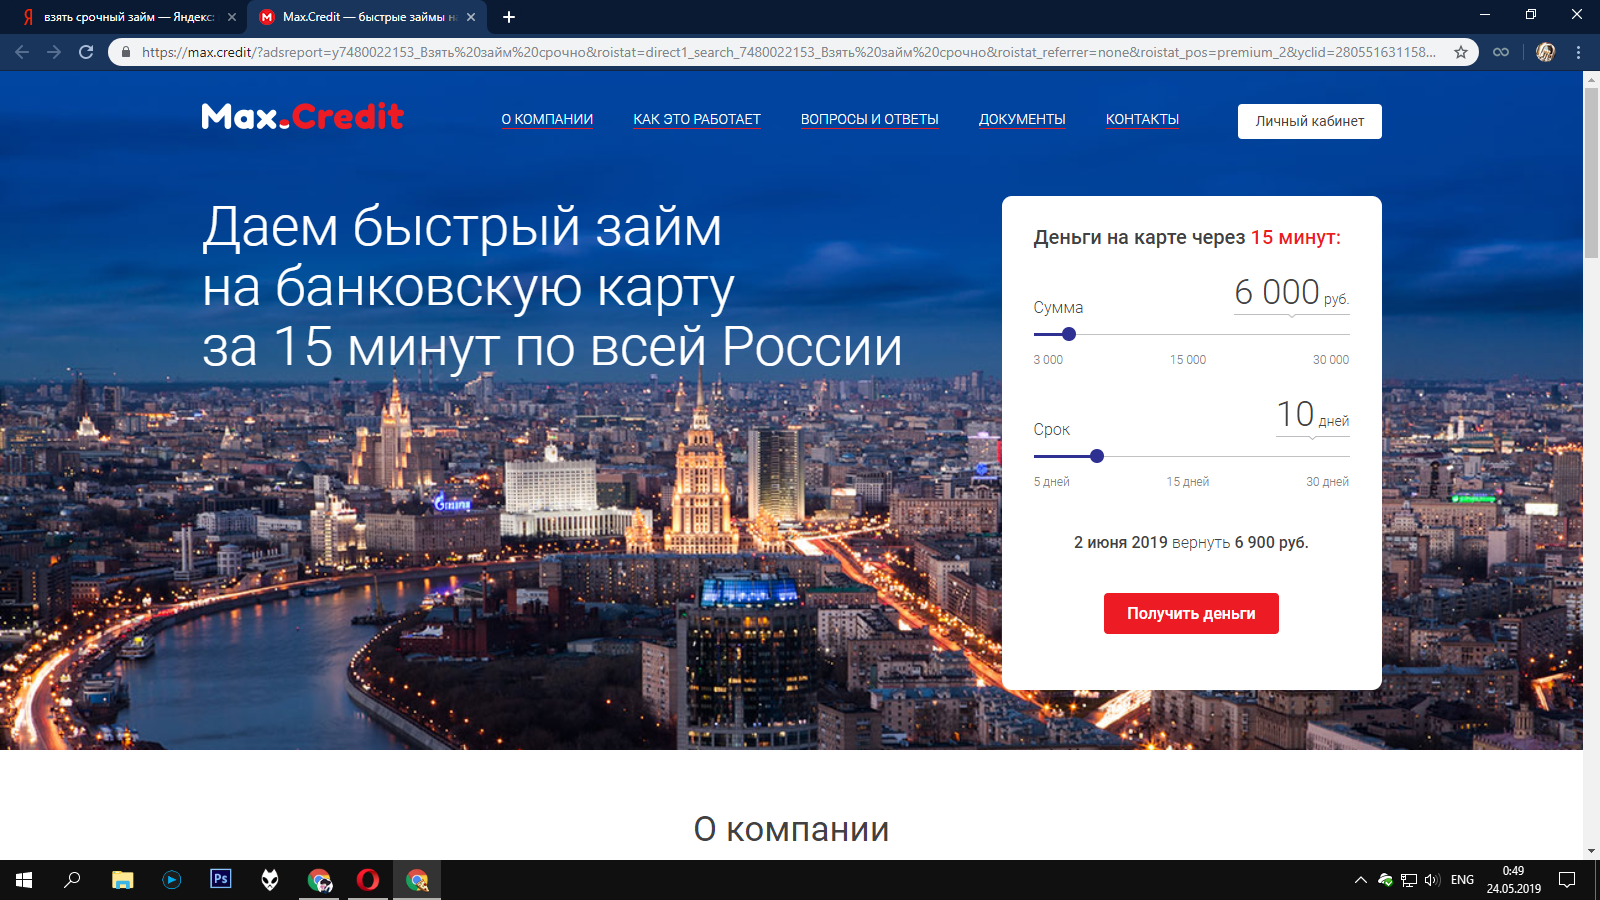 взять срочный займ — Яндекс:
Max.Credit — быстрые займы на
https://max.credit/?adsreport=y7480022153_Взять%20займ%20срочно&roistat=direct1_search_7480022153_Взять%20займ%20срочно&roistat_referrer=none&roistat_pos=premium_2&yclid=280551631158...
Max.Credit
О КОМПАНИИ
КАК ЭТО РАБОТАЕТ
ВОПРОСЫ И ОТВЕТЫ
ДОКУМЕНТЫ
КОНТАКТЫ
Личный кабинет
Даем быстрый займ
на банковскую карту
за 15 минут по всей России
Деньги на карте через 15 минут:
Сумма
6 000 руб.
3 000
15 000
30 000
Срок
10 дней
5 дней
15 дней
30 дней
2 июня 2019 вернуть 6 900 руб.
Получить деньги
О компании
Ps
ENG
0:49
24.05.2019